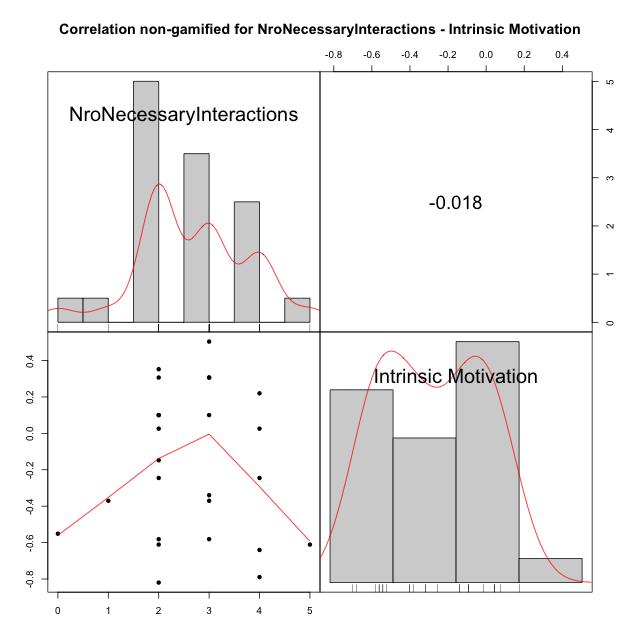 Correlation non-gamified for NroNecessaryInteractions - Intrinsic Motivation
-0.8 -0.6 -0.4 -0.2 0.0 0.2 0.4
NroNecessaryInteractions
-0.018
0 1 2 3 4 5
-0.8 -0.6 -0.4 -0.2 0.0 0.2 0.4
Intrinsic Motivation
0 1 2 3 4 5